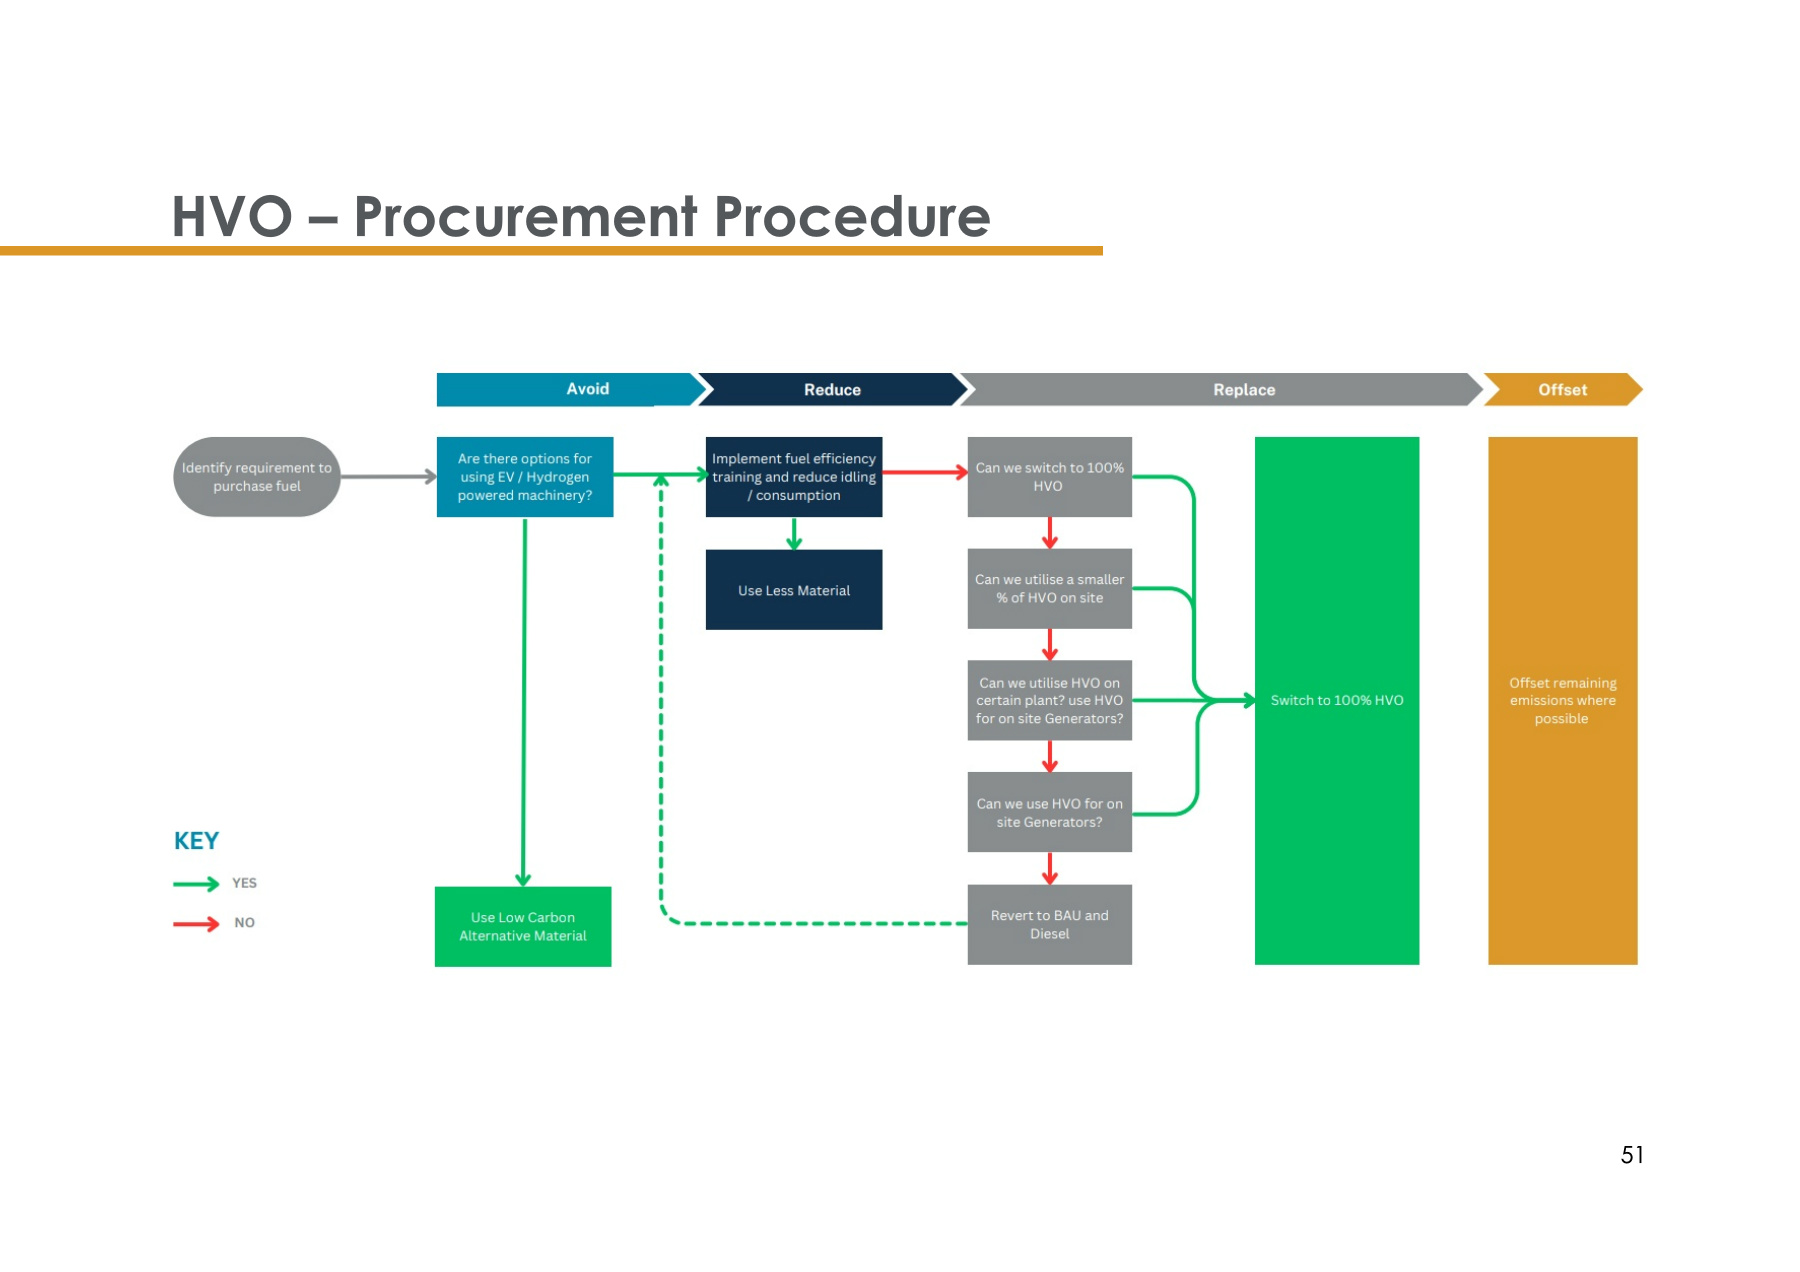 HVO – Procurement Procedure
Avoid
Reduce
Replace
Offset
Identify requirement to
purchase fuel
Are there options for
using EV / Hydrogen
powered machinery?
Implement fuel efficiency
training and reduce idling
/ consumption
Can we switch to 100%
HVO
Use Less Material
Can we utilise a smaller
% of HVO on site
Can we utilise HVO on
certain plant? use HVO
for on site Generators?
Switch to 100% HVO
Offset remaining
emissions where
possible
Can we use HVO for on
site Generators?
KEY
YES
NO
Use Low Carbon
Alternative Material
Revert to BAU and
Diesel
51